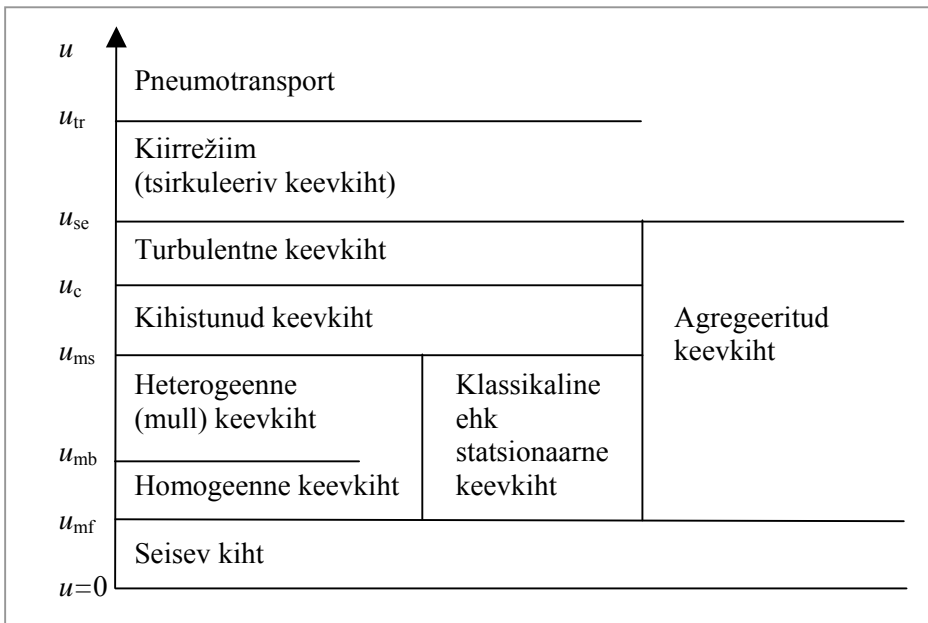 u
Pneumotransport
u_tr
Kiirrežiim
(tsirkuleeriv keevkiht)
u_se
Turbulentne keevkiht
u_c
Kihistunud keevkiht
Agregeeritud
keevkiht
u_ms
Heterogeenne
(mull) keevkiht
Klassikaline
ehk
statsionaarne
keevkiht
u_mb
Homogeenne keevkiht
u_mf
Seisev kiht
u=0